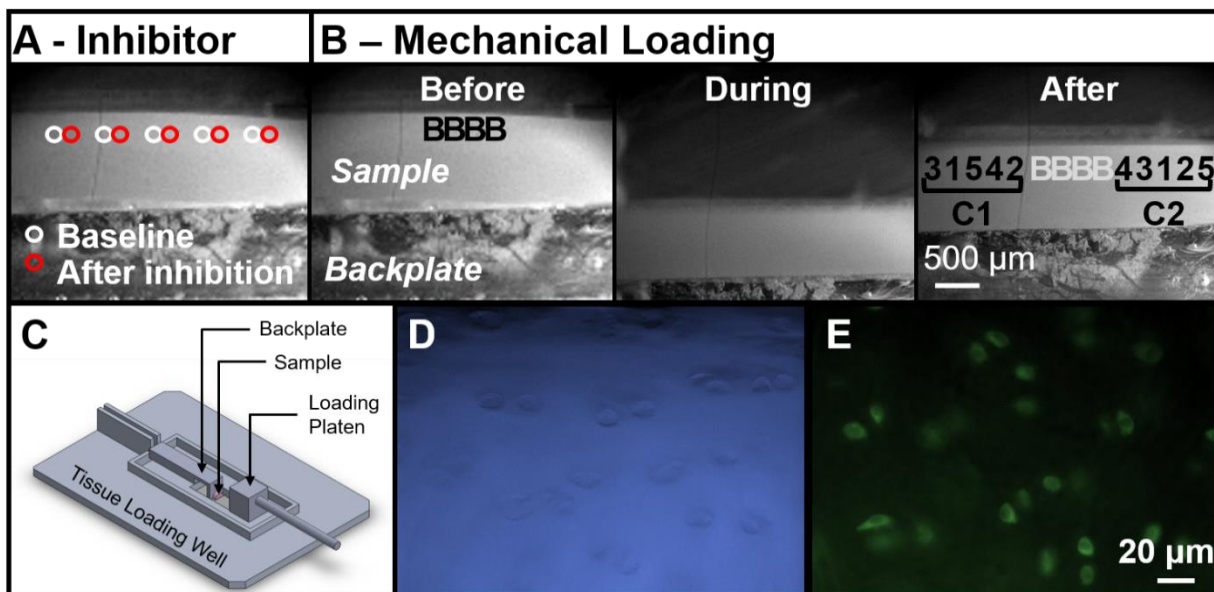 A - Inhibitor
B – Mechanical Loading
Baseline
After inhibition
Before
BBBB
Sample
Backplate
During
After
31542 BBBB 43125
C1 C2
500 µm
C
Backplate
Sample
Loading
Platen
Tissue Loading Well
D
E
20 µm